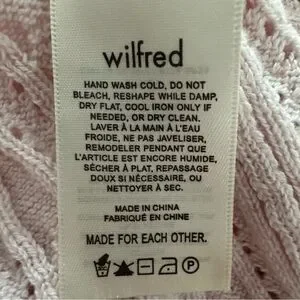 wilfred
HAND WASH COLD, DO NOT
BLEACH, RESHAPE WHILE DAMP,
DRY FLAT, COOL IRON ONLY IF
NEEDED, OR DRY CLEAN.
LAVER À LA MAIN À L'EAU
FROIDE, NE PAS JAVELISER,
REMODELER PENDANT QUE
L'ARTICLE EST ENCORE HUMIDE,
SÉCHER À PLAT, REPASSAGE
DOUX SI NÉCESSAIRE, OU
NETTOYER À SEC.
MADE IN CHINA
FABRIQUÉ EN CHINE
MADE FOR EACH OTHER.
P